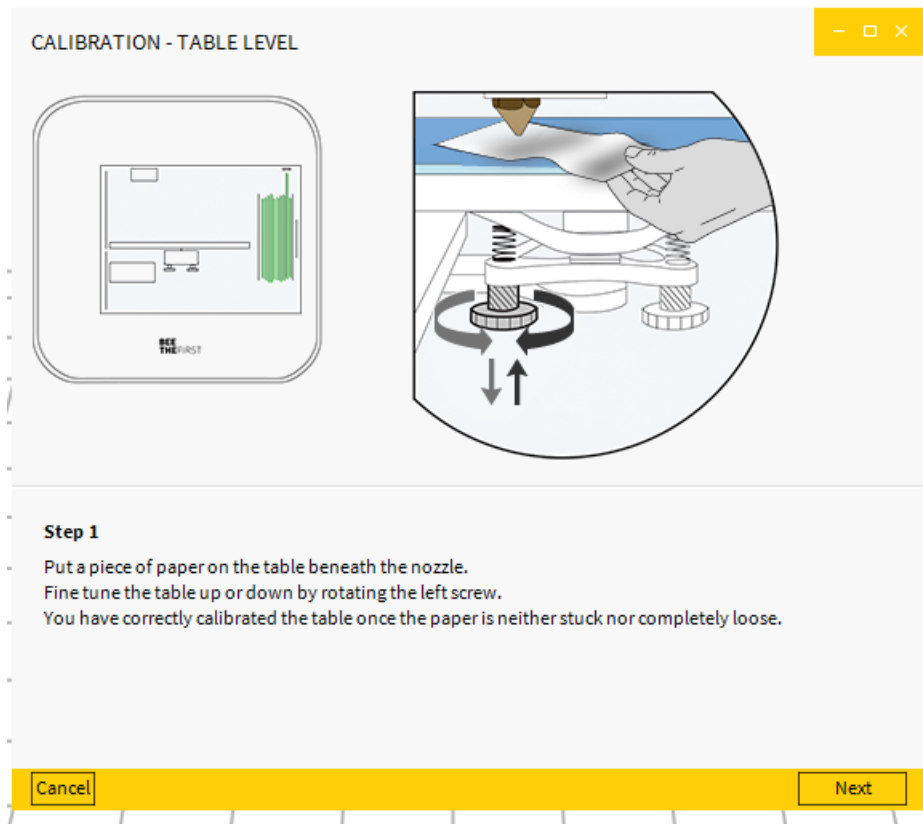 CALIBRATION - TABLE LEVEL
BEE
THEFIRST
Step 1
Put a piece of paper on the table beneath the nozzle.
Fine tune the table up or down by rotating the left screw.
You have correctly calibrated the table once the paper is neither stuck nor completely loose.
Cancel
Next